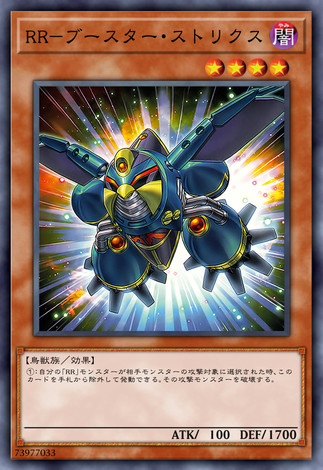 RR－ブースター・ストリクス
闇
やみ
【鳥獣族／効果】
①：自分の「RR」モンスターが相手モンスターの攻撃対象に選択された時、この
カードを手札から除外して発動できる。その攻撃モンスターを破壊する。
ATK/ 100 DEF/1700
73977033